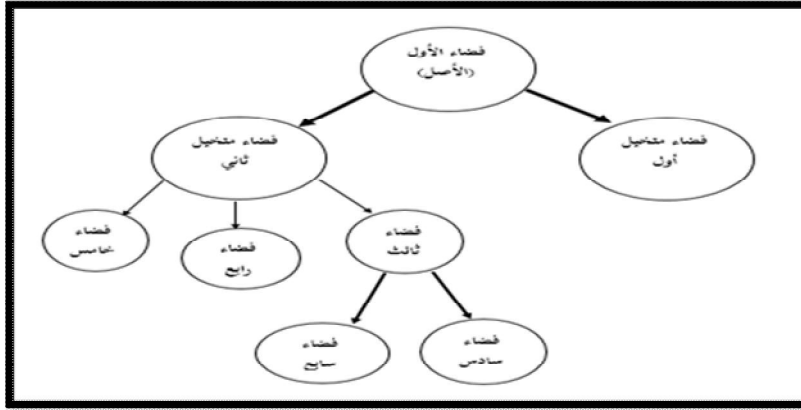 فضاء الأول
(الأصل)
فضاء متخيل
أول
فضاء متخيل
ثاني
فضاء
ثالث
فضاء
رابع
فضاء
خامس
فضاء
سادس
فضاء
سابع